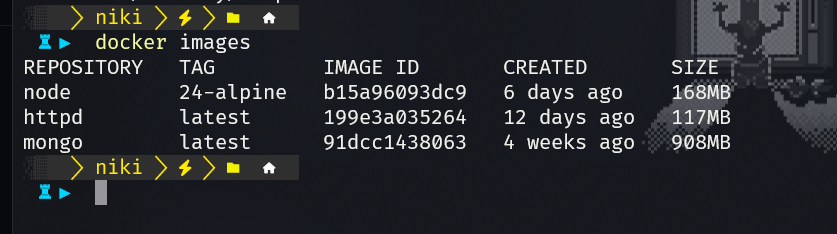 niki
docker images
REPOSITORY TAG IMAGE ID CREATED SIZE
node 24-alpine b15a96093dc9 6 days ago 168MB
httpd latest 199e3a035264 12 days ago 117MB
mongo latest 91dcc1438063 4 weeks ago 908MB
niki